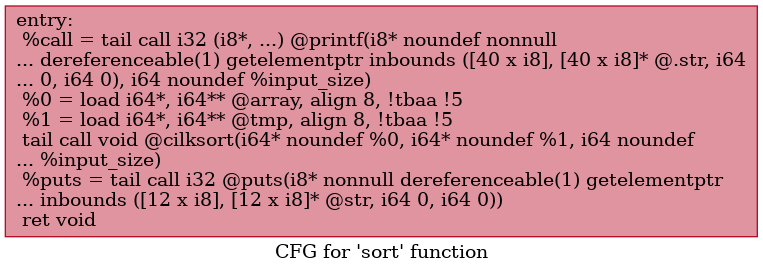 entry:
%call = tail call i32 (i8*, ...) @printf(i8* noundef nonnull
... dereferenceable(1) getelementptr inbounds ([40 x i8], [40 x i8]* @.str, i64
... 0, i64 0), i64 noundef %input_size)
%0 = load i64*, i64** @array, align 8, !tbaa !5
%1 = load i64*, i64** @tmp, align 8, !tbaa !5
tail call void @cilksort(i64* noundef %0, i64* noundef %1, i64 noundef
... %input_size)
%puts = tail call i32 @puts(i8* nonnull dereferenceable(1) getelementptr
... inbounds ([12 x i8], [12 x i8]* @str, i64 0, i64 0))
ret void
CFG for 'sort' function